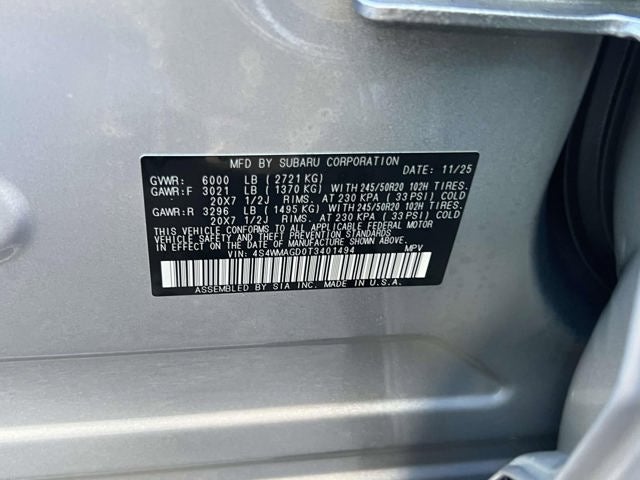 MFD BY SUBARU CORPORATION DATE: 11/25
GVWR: 6000 LB ( 2721 KG)
GAWR:F 3021 LB ( 1370 KG) WITH 245/50R20 102H TIRES.
20X7 1/2J RIMS. AT 230 KPA ( 33 PSI) COLD
GAWR:R 3296 LB ( 1495 KG) WITH 245/50R20 102H TIRES.
20X7 1/2J RIMS. AT 230 KPA ( 33 PSI) COLD
THIS VEHICLE CONFORMS TO ALL APPLICABLE FEDERAL MOTOR
VEHICLE SAFETY AND THEFT PREVENTION STANDARDS
IN EFFECT ON THE DATE OF MANUFACTURE SHOWN ABOVE.
VIN: 4S4WMAGD0T3401494 MPV
ASSEMBLED BY SIA INC. MADE IN U.S.A.